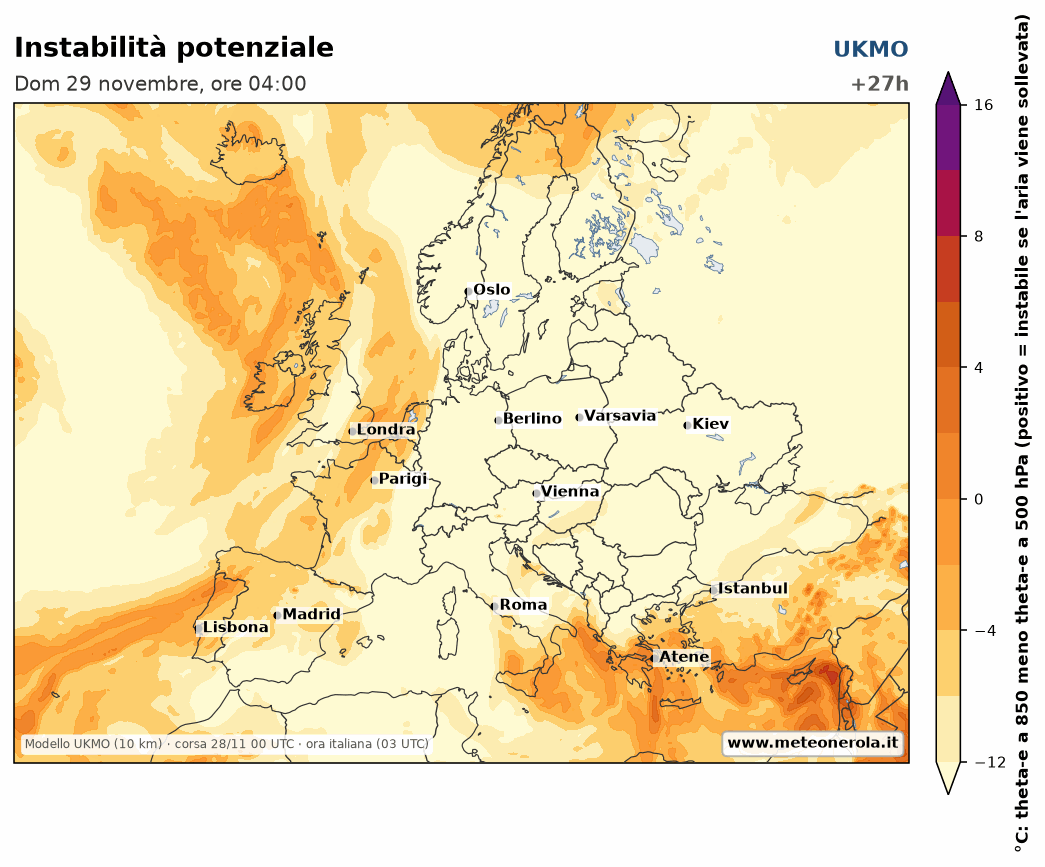 Instabilità potenziale
UKMO
Dom 29 novembre, ore 04:00
+27h
Oslo
Berlino
Varsavia
Kiev
Londra
Parigi
Vienna
Istanbul
Roma
Madrid
Lisbona
Atene
Modello UKMO (10 km) · corsa 28/11 00 UTC · ora italiana (03 UTC)
www.meteonerola.it
16
8
4
0
−4
−12
°C: theta-e a 850 meno theta-e a 500 hPa (positivo = instabile se l'aria viene sollevata)